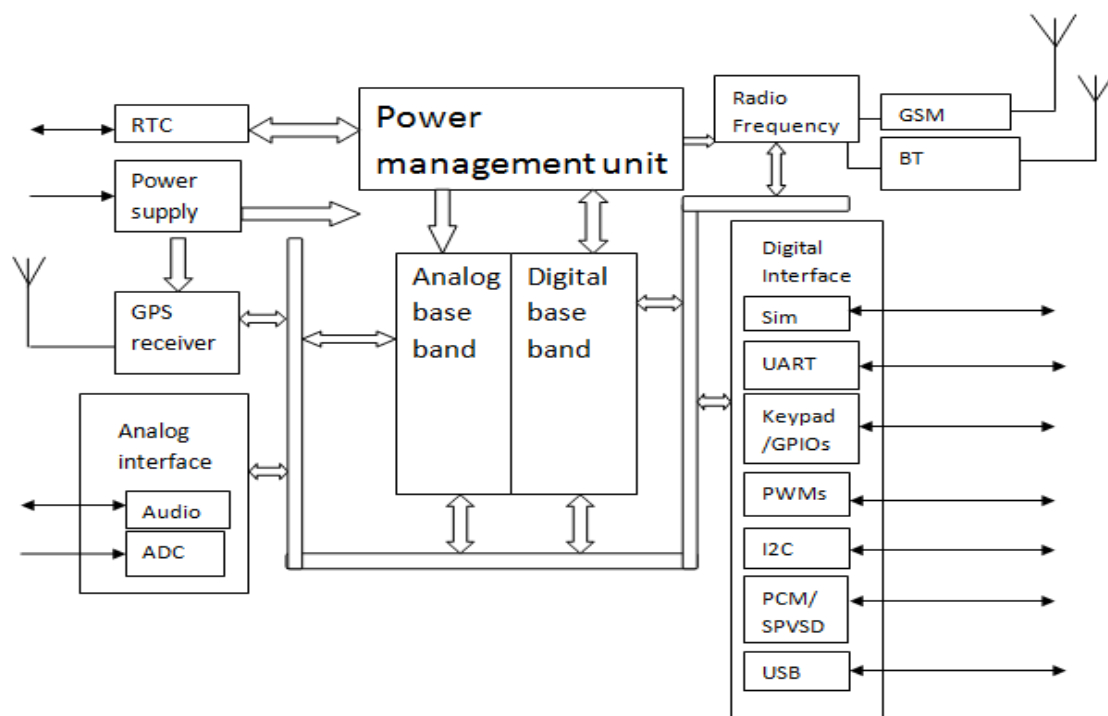 RTC
Power
management unit
Radio
Frequency
GSM
BT
Power
supply
GPS
receiver
Analog
base
band
Digital
base
band
Analog
interface
Audio
ADC
Digital
Interface
Sim
UART
Keypad
/GPIOs
PWMs
I2C
PCM/
SPVSD
USB